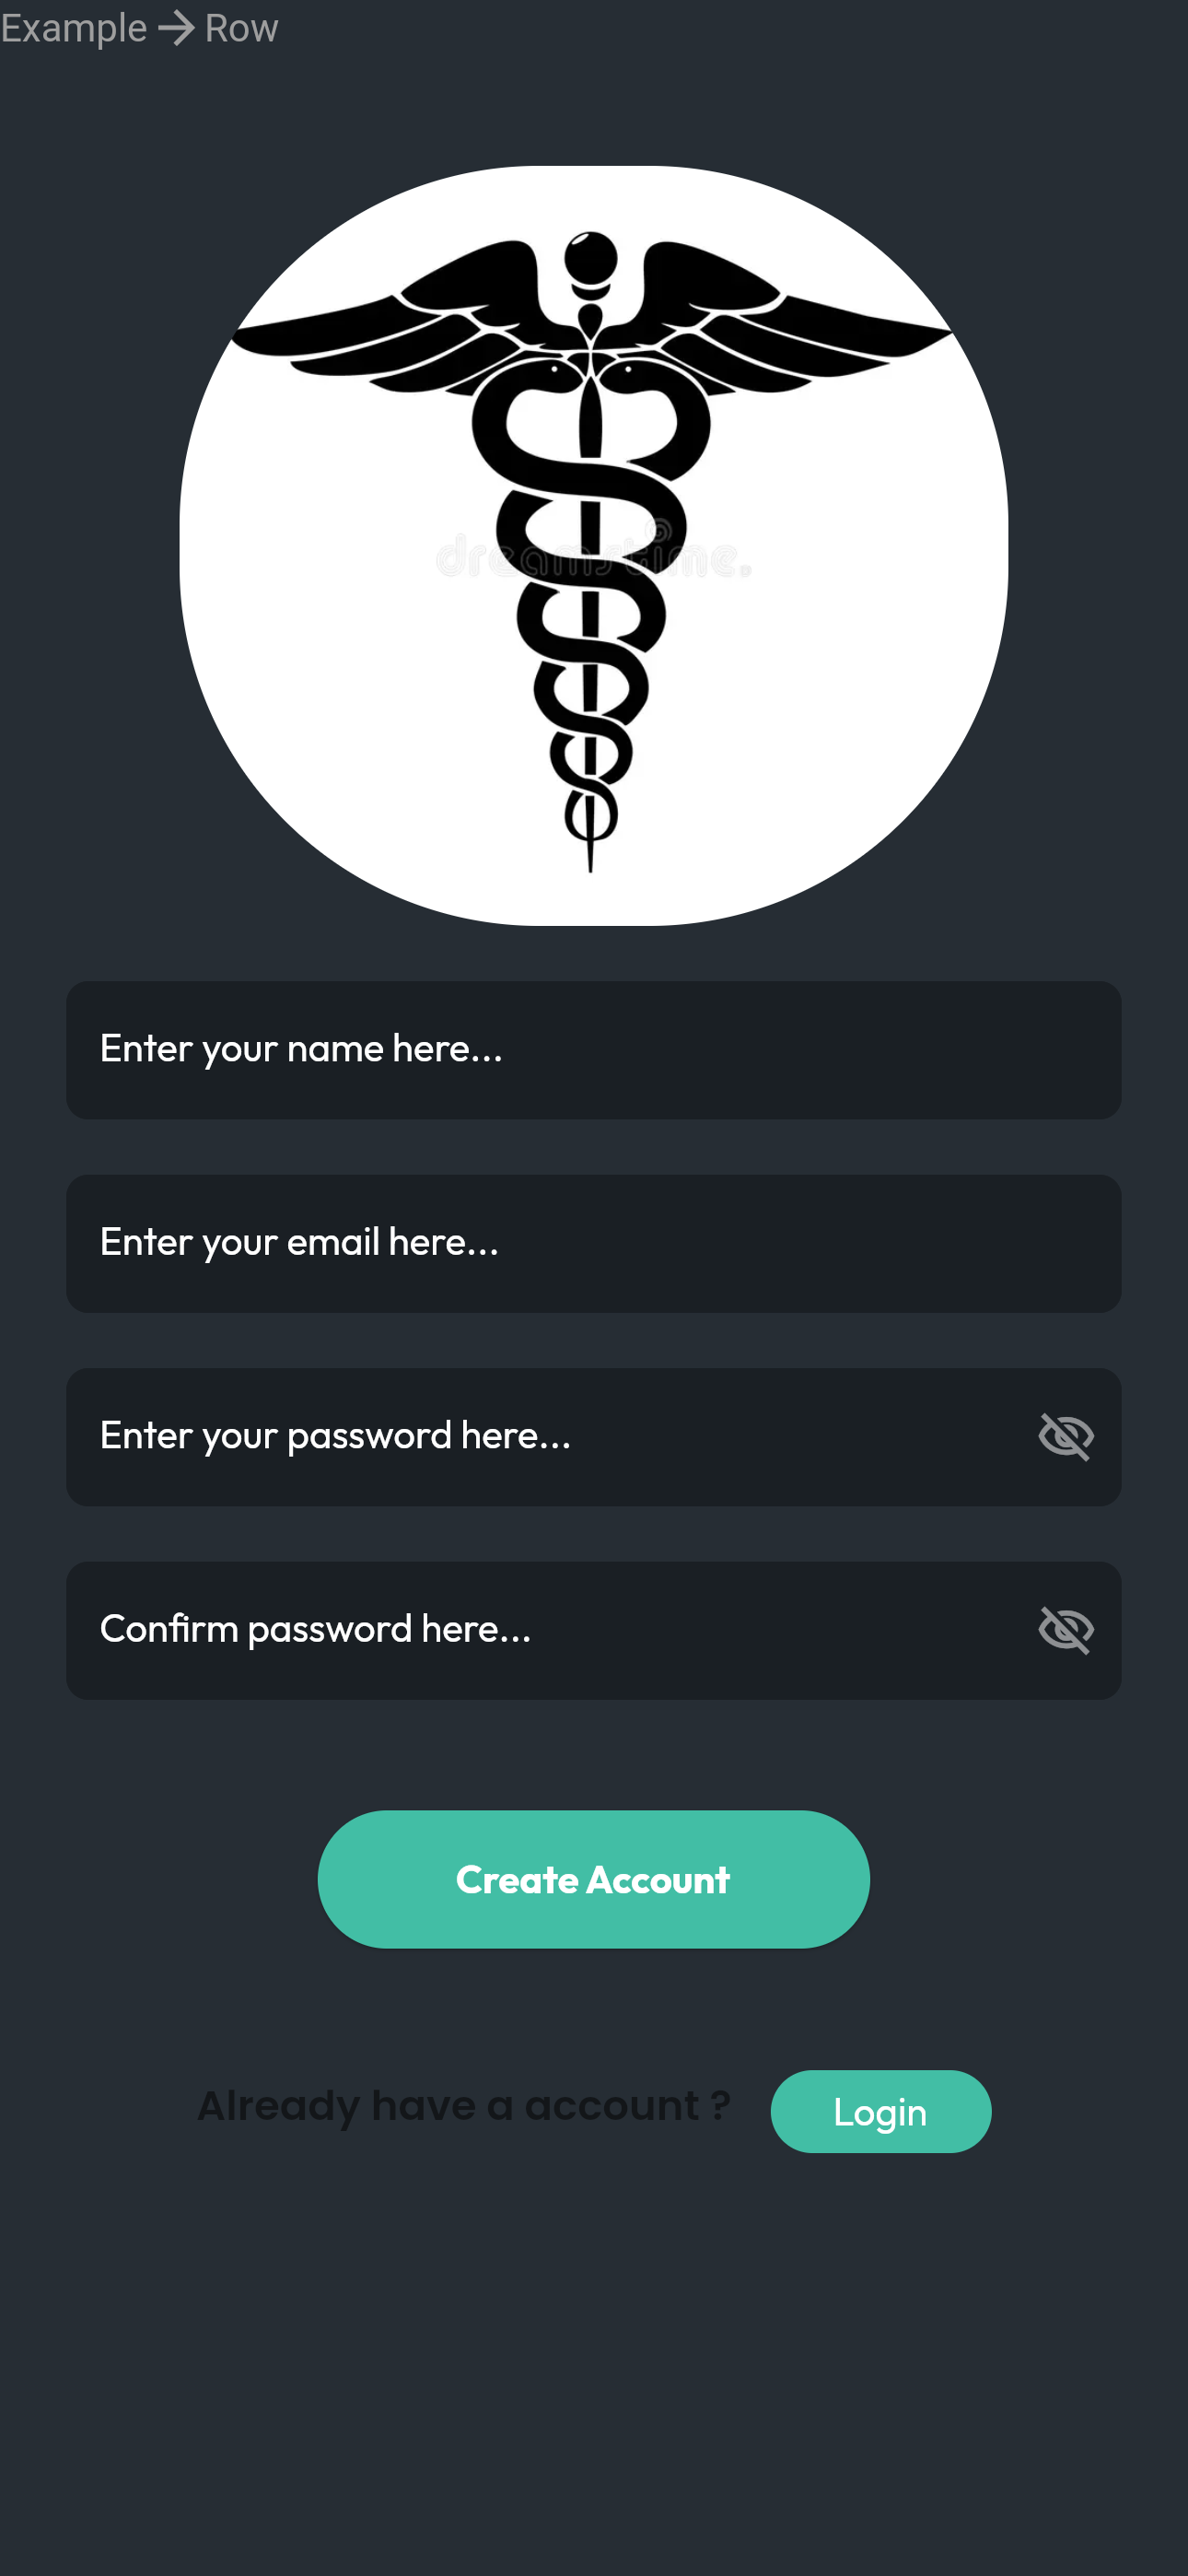 Example → Row
dreamstime.
Enter your name here...
Enter your email here...
Enter your password here...
Confirm password here...
Create Account
Already have a account ?
Login